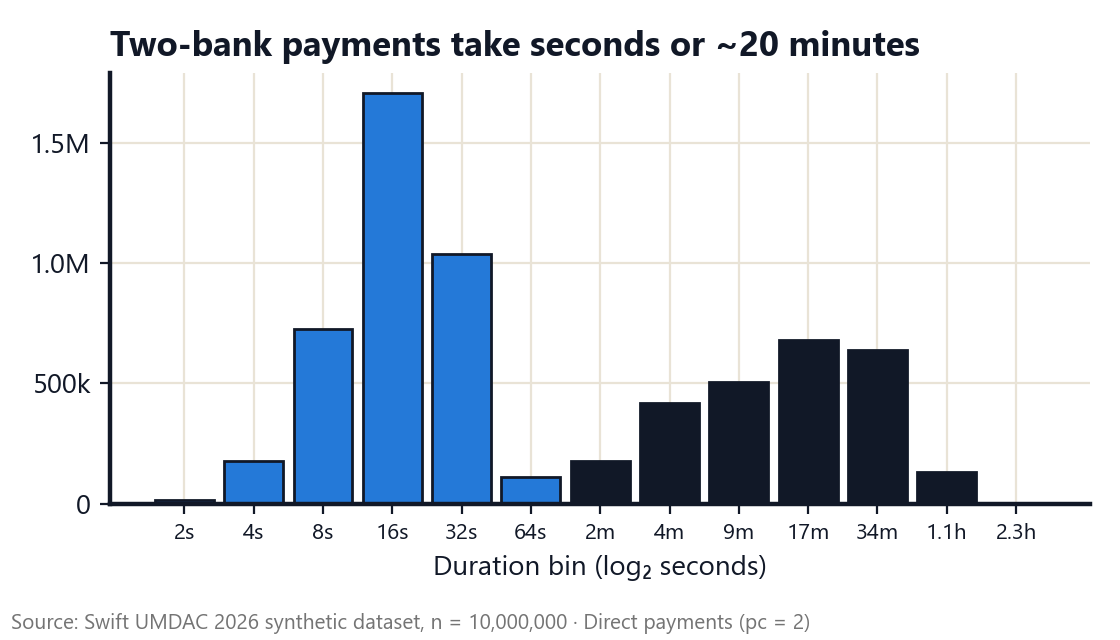 Two-bank payments take seconds or ~20 minutes
1.5M
1.0M
500k
0
2s 4s 8s 16s 32s 64s 2m 4m 9m 17m 34m 1.1h 2.3h
Duration bin (log₂ seconds)
Source: Swift UMDAC 2026 synthetic dataset, n = 10,000,000 · Direct payments (pc = 2)